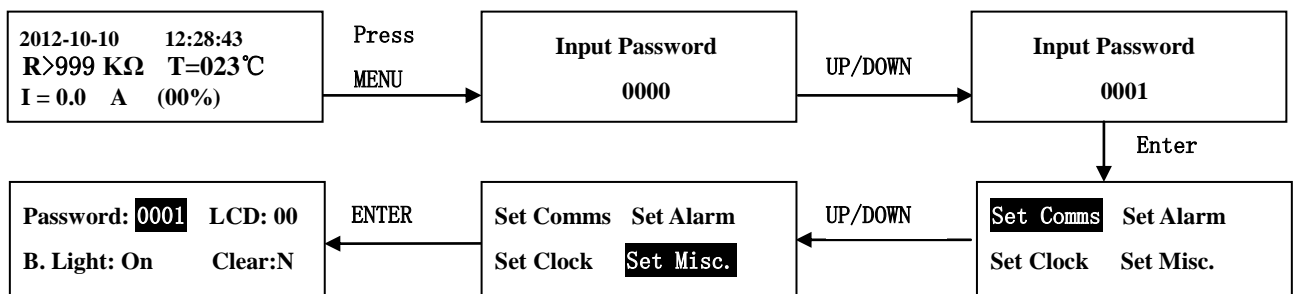 2012-10-10 12:28:43
R>999 KΩ T=023℃
I = 0.0 A (00%)
Press
MENU
Input Password
0000
UP/DOWN
Input Password
0001
Enter
Set Comms Set Alarm
Set Clock Set Misc.
UP/DOWN
Set Comms Set Alarm
Set Clock Set Misc.
ENTER
Password: 0001 LCD: 00
B. Light: On Clear:N